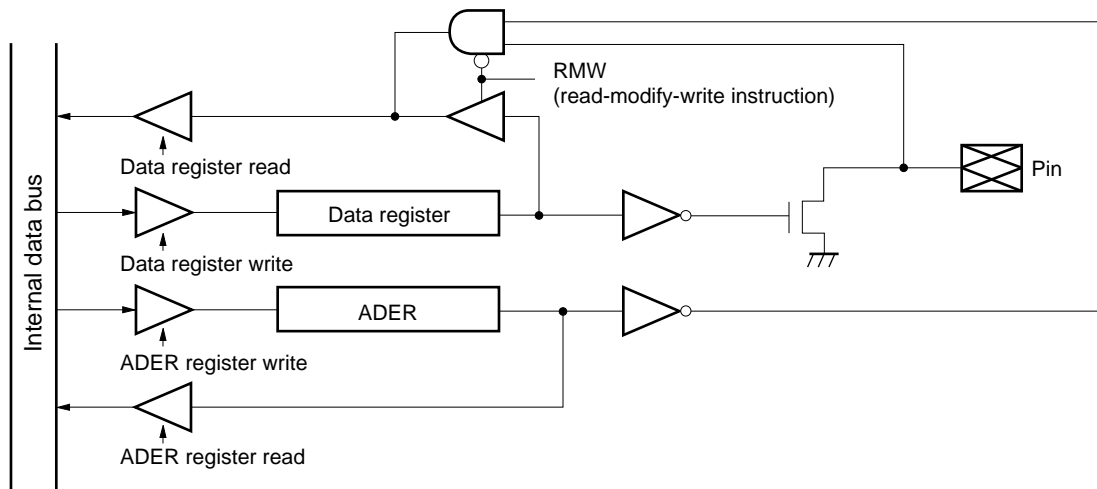 RMW
(read-modify-write instruction)
Data register read
Pin
Internal data bus
Data register
Data register write
ADER
ADER register write
ADER register read